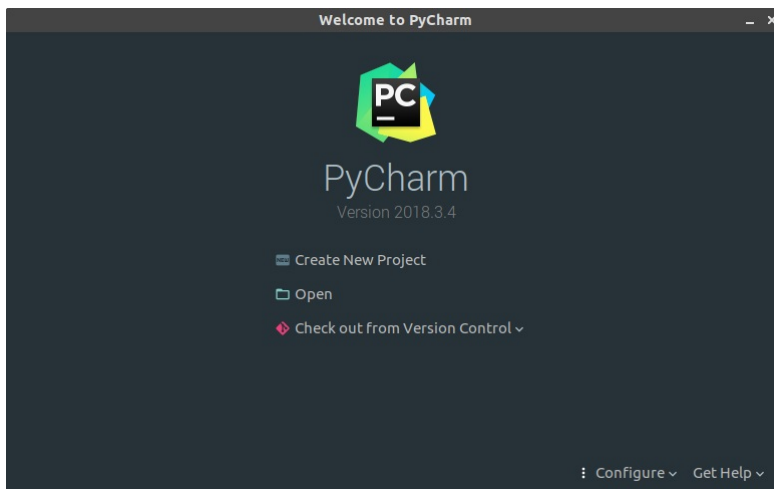 Welcome to PyCharm
PC
PyCharm
Version 2018.3.4
NEW Create New Project
Open
Check out from Version Control
Configure Get Help